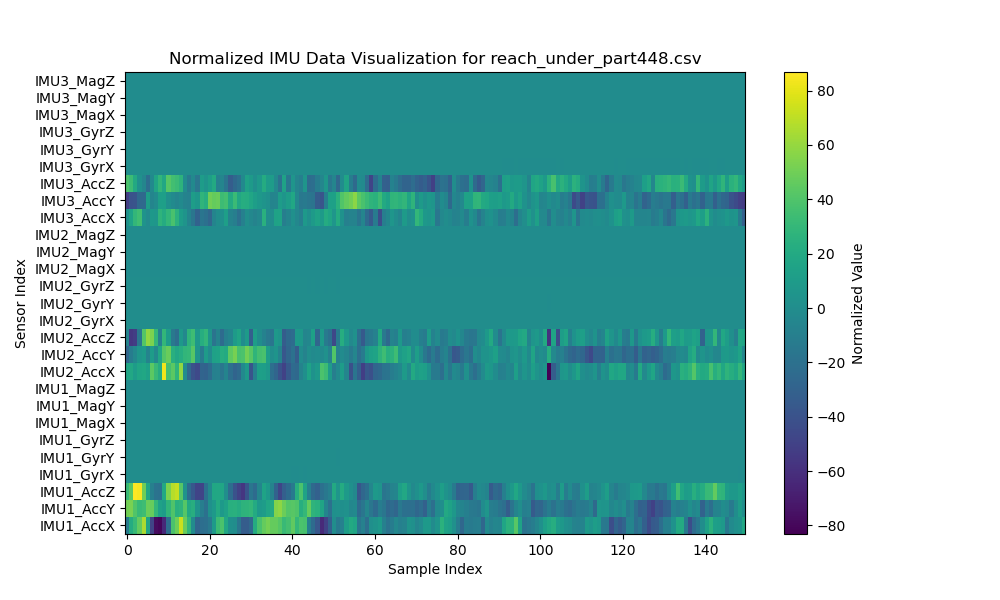 Normalized IMU Data Visualization for reach_under_part448.csv
IMU3_MagZ
IMU3_MagY
IMU3_MagX
IMU3_GyrZ
IMU3_GyrY
IMU3_GyrX
IMU3_AccZ
IMU3_AccY
IMU3_AccX
IMU2_MagZ
IMU2_MagY
IMU2_MagX
IMU2_GyrZ
IMU2_GyrY
IMU2_GyrX
IMU2_AccZ
IMU2_AccY
IMU2_AccX
IMU1_MagZ
IMU1_MagY
IMU1_MagX
IMU1_GyrZ
IMU1_GyrY
IMU1_GyrX
IMU1_AccZ
IMU1_AccY
IMU1_AccX
Sensor Index
0 20 40 60 80 100 120 140
Sample Index
80
60
40
20
0
−20
−40
−60
−80
Normalized Value